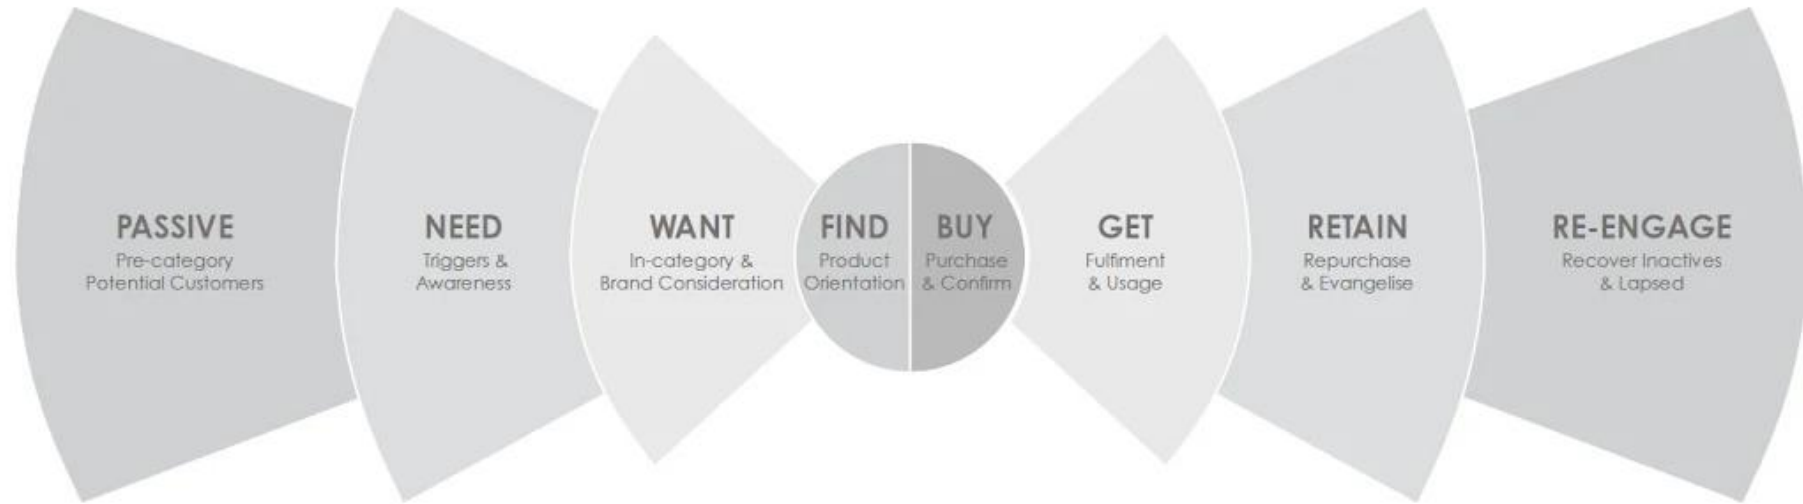 PASSIVE
Pre-category
Potential Customers
NEED
Triggers &
Awareness
WANT
In-category &
Brand Consideration
FIND
Product
Orientation
BUY
Purchase
& Confirm
GET
Fulfiment
& Usage
RETAIN
Repurchase
& Evangelise
RE-ENGAGE
Recover Inactives
& Lapsed